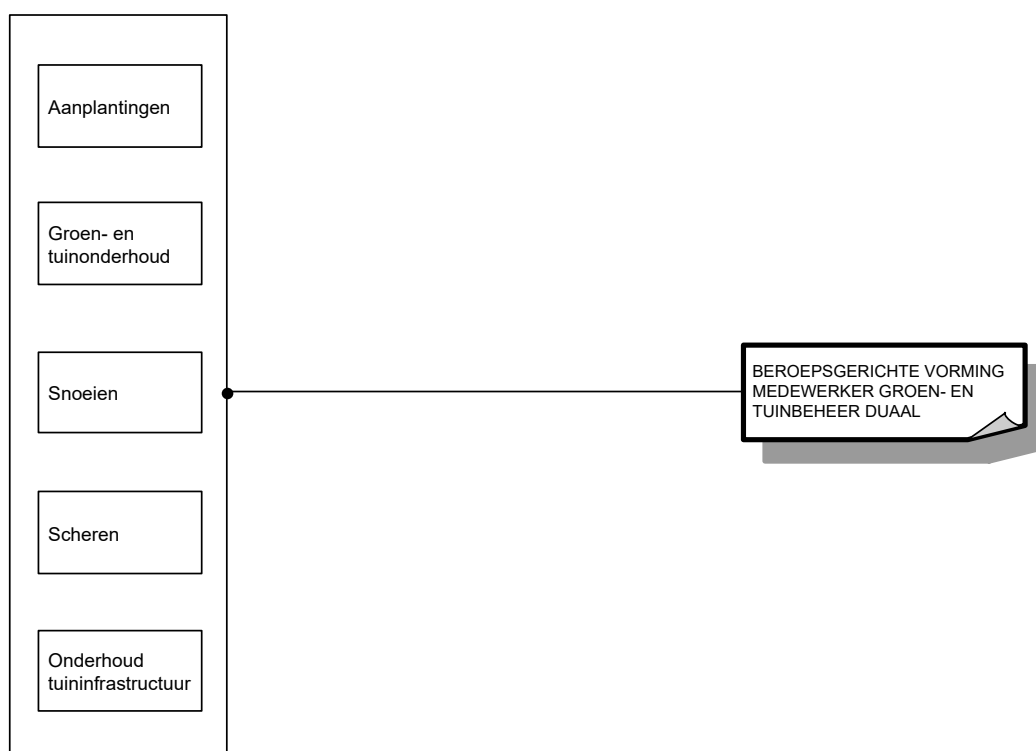 Aanplantingen
Groen- en
tuinonderhoud
Snoeien
Scheren
Onderhoud
tuininfrastructuur
BEROEPSGERICHTE VORMING
MEDEWERKER GROEN- EN
TUINBEHEER DUAAL